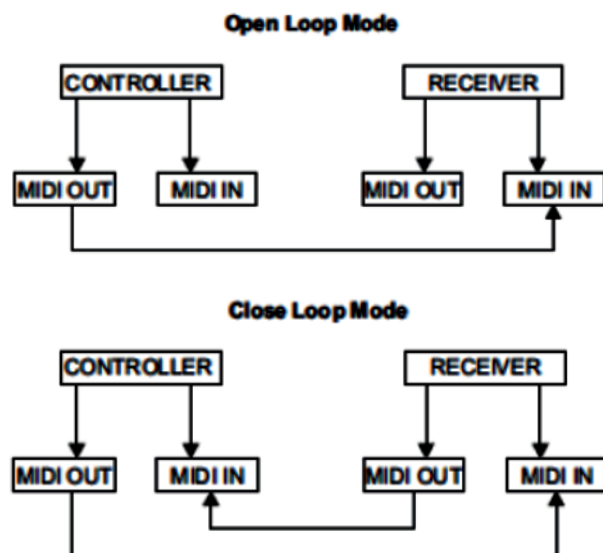 Open Loop Mode
CONTROLLER RECEIVER
MIDI OUT MIDI IN MIDI OUT MIDI IN
Close Loop Mode
CONTROLLER RECEIVER
MIDI OUT MIDI IN MIDI OUT MIDI IN